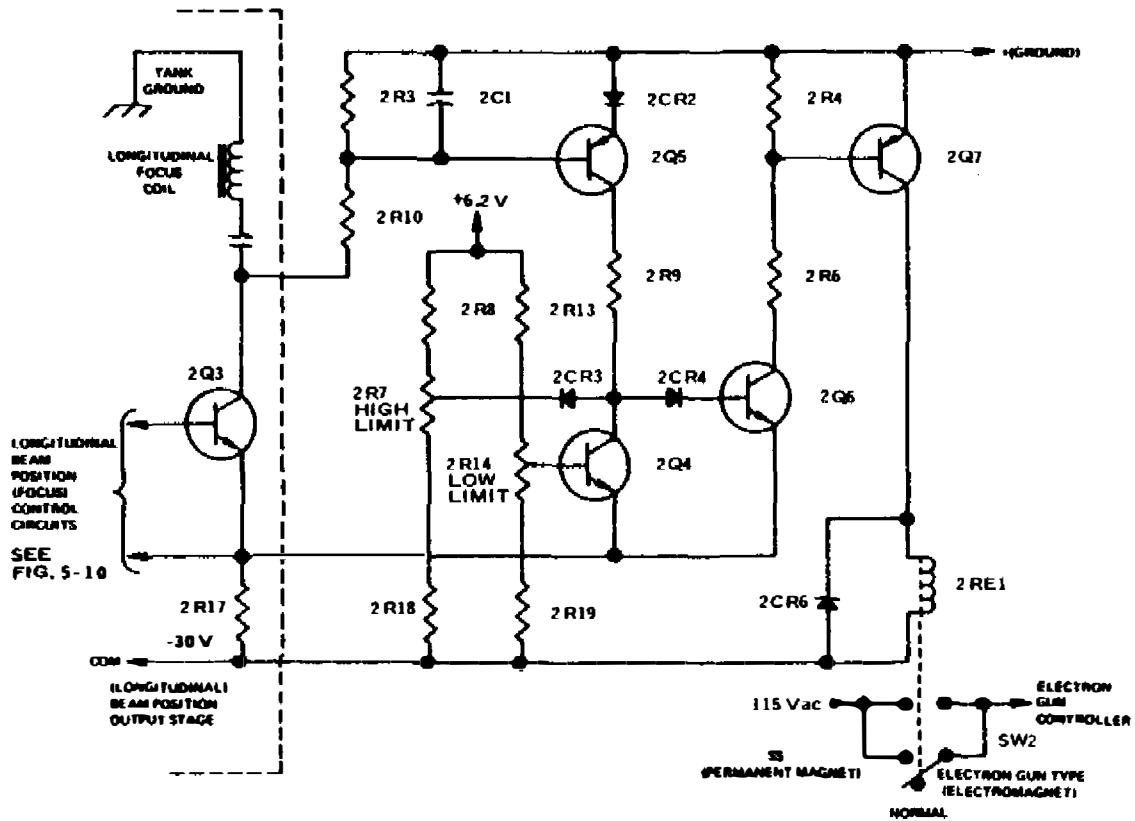 TANK
GROUND
LONGITUDINAL
FOCUS
COIL
2R3
2C1
2CR2
2R4
+(GROUND)
2Q5
2Q7
+6.2 V
2R10
2R9
2R6
2R8
2R13
2Q3
2CR3
2CR4
2R7
HIGH
LIMIT
2Q6
2R14
LOW
LIMIT
2Q4
LONGITUDINAL
BEAM
POSITION
(FOCUS)
CONTROL
CIRCUITS
SEE
FIG. 5-10
2R17
2R18
2R19
2CR6
2RE1
-30 V
COM
(LONGITUDINAL)
BEAM POSITION
OUTPUT STAGE
115 Vac
ELECTRON
GUN
CONTROLLER
SW2
SS
(PERMANENT MAGNET)
ELECTRON GUN TYPE
(ELECTROMAGNET)
NORMAL